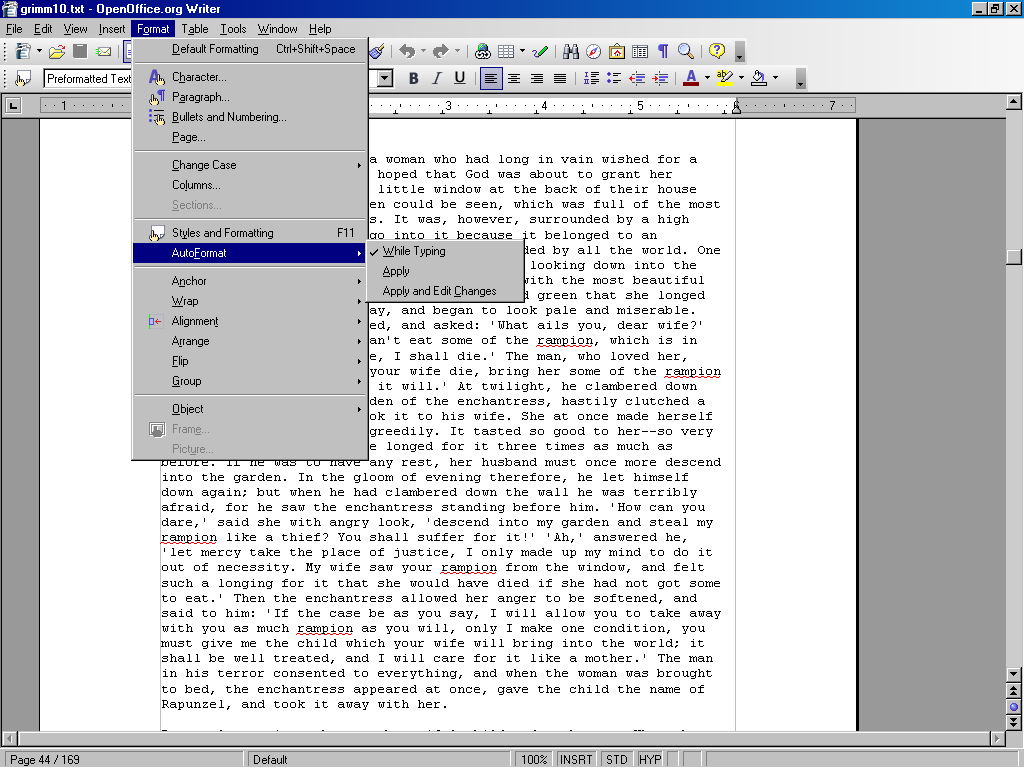 grimm10.txt - OpenOffice.org Writer
File Edit View Insert Format Table Tools Window Help
Preformatted Text
1 3 4 5 6 7
Default Formatting Ctrl+Shift+Space
Character...
Paragraph...
Bullets and Numbering...
Page...
Change Case
Columns...
Sections...
Styles and Formatting F11
AutoFormat
Anchor
Wrap
Alignment
Arrange
Flip
Group
Object
Frame...
Picture...
While Typing
Apply
Apply and Edit Changes
a woman who had long in vain wished for a
hoped that God was about to grant her
little window at the back of their house
en could be seen, which was full of the most
s. It was, however, surrounded by a high
go into it because it belonged to an
ded by all the world. One
looking down into the
with the most beautiful
d green that she longed
ay, and began to look pale and miserable.
ed, and asked: 'What ails you, dear wife?'
an't eat some of the rampion, which is in
e, I shall die.' The man, who loved her,
your wife die, bring her some of the rampion
it will.' At twilight, he clambered down
den of the enchantress, hastily clutched a
ok it to his wife. She at once made herself
greedily. It tasted so good to her--so very
e longed for it three times as much as
before. If he was to have any rest, her husband must once more descend
into the garden. In the gloom of evening therefore, he let himself
down again; but when he had clambered down the wall he was terribly
afraid, for he saw the enchantress standing before him. 'How can you
dare,' said she with angry look, 'descend into my garden and steal my
rampion like a thief? You shall suffer for it!' 'Ah,' answered he,
'let mercy take the place of justice, I only made up my mind to do it
out of necessity. My wife saw your rampion from the window, and felt
such a longing for it that she would have died if she had not got some
to eat.' Then the enchantress allowed her anger to be softened, and
said to him: 'If the case be as you say, I will allow you to take away
with you as much rampion as you will, only I make one condition, you
must give me the child which your wife will bring into the world; it
shall be well treated, and I will care for it like a mother.' The man
in his terror consented to everything, and when the woman was brought
to bed, the enchantress appeared at once, gave the child the name of
Rapunzel, and took it away with her.
Page 44 / 169 Default 100% INSRT STD HYP